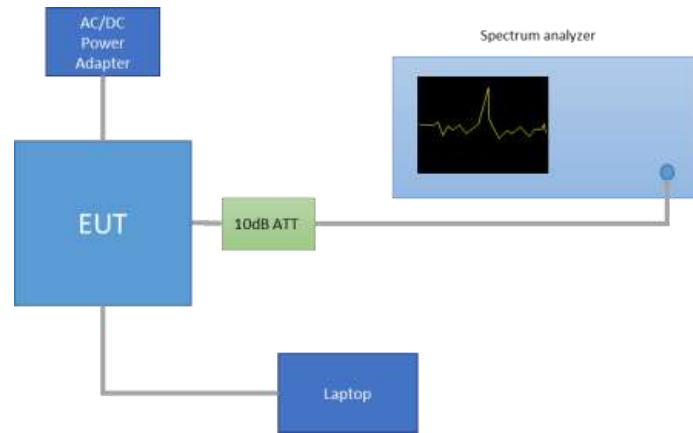 AC/DC
Power
Adapter
Spectrum analyzer
EUT
10dB ATT
Laptop